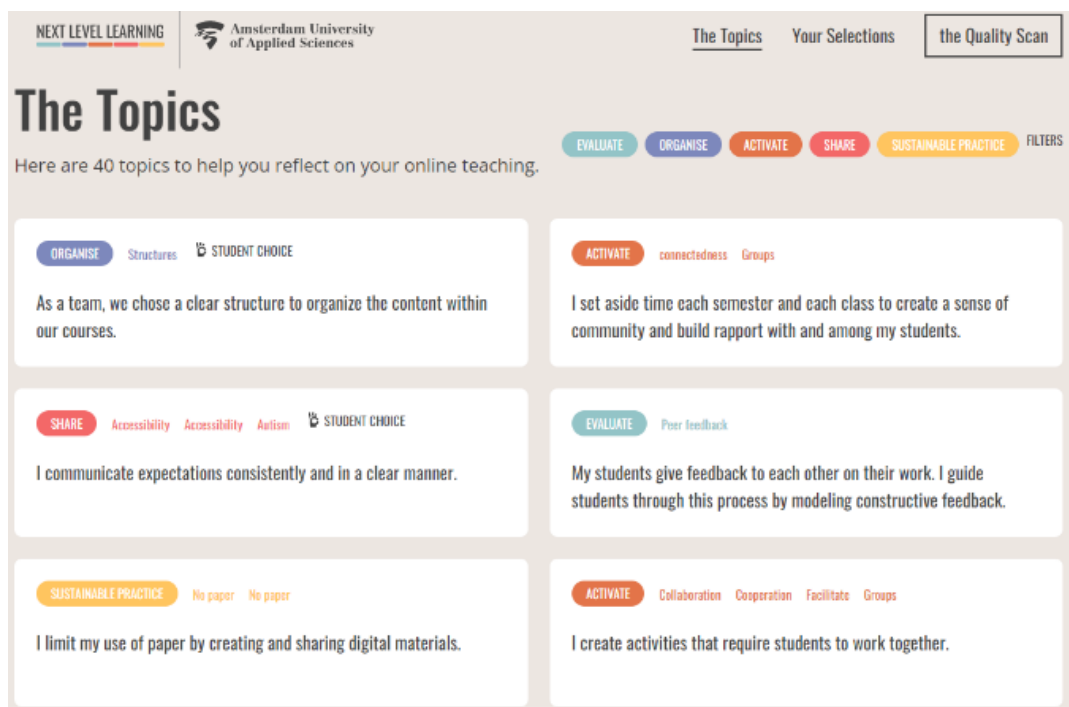 NEXT LEVEL LEARNING
Amsterdam University
of Applied Sciences
The Topics
Your Selections
the Quality Scan
The Topics
Here are 40 topics to help you reflect on your online teaching.
EVALUATE ORGANISE ACTIVATE SHARE SUSTAINABLE PRACTICE FILTERS
ORGANISE Structures STUDENT CHOICE
As a team, we chose a clear structure to organize the content within
our courses.
ACTIVATE connectedness Groups
I set aside time each semester and each class to create a sense of
community and build rapport with and among my students.
SHARE Accessibility Accessibility Autism STUDENT CHOICE
I communicate expectations consistently and in a clear manner.
EVALUATE Peer feedback
My students give feedback to each other on their work. I guide
students through this process by modeling constructive feedback.
SUSTAINABLE PRACTICE No paper No paper
I limit my use of paper by creating and sharing digital materials.
ACTIVATE Collaboration Cooperation Facilitate Groups
I create activities that require students to work together.